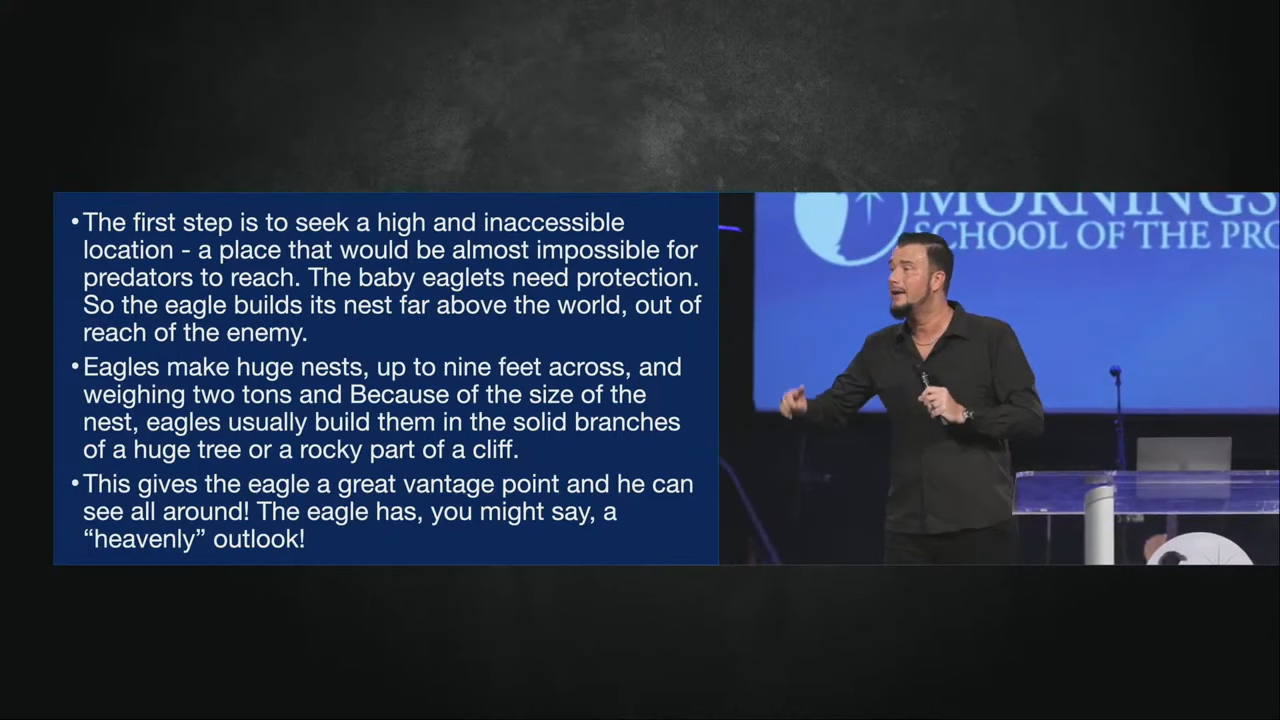 •The first step is to seek a high and inaccessible
location - a place that would be almost impossible for
predators to reach. The baby eaglets need protection.
So the eagle builds its nest far above the world, out of
reach of the enemy.
•Eagles make huge nests, up to nine feet across, and
weighing two tons and Because of the size of the
nest, eagles usually build them in the solid branches
of a huge tree or a rocky part of a cliff.
•This gives the eagle a great vantage point and he can
see all around! The eagle has, you might say, a
“heavenly” outlook!
MORNINGS
SCHOOL OF THE PRO